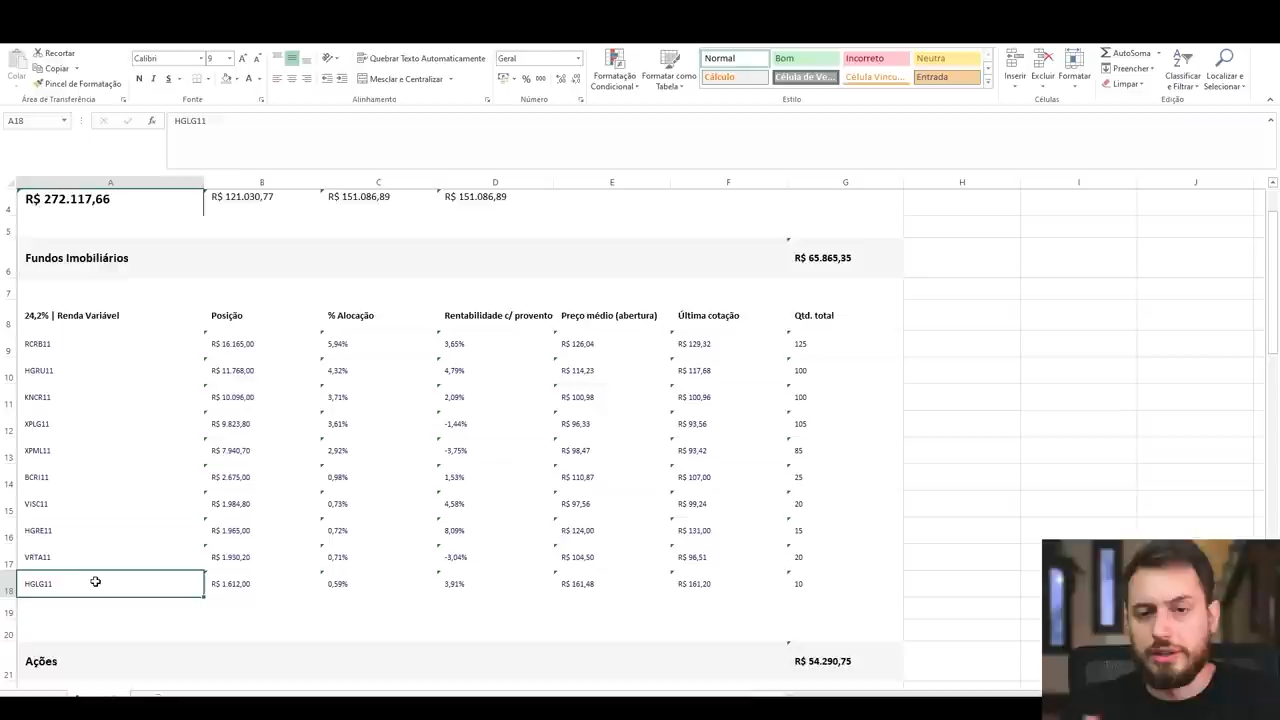 Recortar
Copiar
Pincel de Formatação
Colar
Área de Transferência
Calibri 9
N I S
Fonte
Quebrar Texto Automaticamente
Mesclar e Centralizar
Alinhamento
Geral
% 000
Número
Formatação Condicional
Formatar como Tabela
Normal Bom Incorreto Neutra
Cálculo Célula de Ve... Célula Vincu... Entrada
Estilo
Inserir Excluir Formatar
Células
AutoSoma
Preencher
Limpar
Classificar e Filtrar
Localizar e Selecionar
Edição
A18 fx HGLG11
A B C D E F G H I J
4 R$ 272.117,66 R$ 121.030,77 R$ 151.086,89 R$ 151.086,89
5
6 Fundos Imobiliários R$ 65.865,35
7
8 24,2% | Renda Variável Posição % Alocação Rentabilidade c/ provento Preço médio (abertura) Última cotação Qtd. total
9 RCRB11 R$ 16.165,00 5,94% 3,65% R$ 126,04 R$ 129,32 125
10 HGRU11 R$ 11.768,00 4,32% 4,79% R$ 114,23 R$ 117,68 100
11 KNCR11 R$ 10.096,00 3,71% 2,09% R$ 100,98 R$ 100,96 100
12 XPLG11 R$ 9.823,80 3,61% -1,44% R$ 96,33 R$ 93,56 105
13 XPML11 R$ 7.940,70 2,92% -3,75% R$ 98,47 R$ 93,42 85
14 BCRI11 R$ 2.675,00 0,98% 1,53% R$ 110,87 R$ 107,00 25
15 VISC11 R$ 1.984,80 0,73% 4,58% R$ 97,56 R$ 99,24 20
16 HGRE11 R$ 1.965,00 0,72% 8,09% R$ 124,00 R$ 131,00 15
17 VRTA11 R$ 1.930,20 0,71% -3,04% R$ 104,50 R$ 96,51 20
18 HGLG11 R$ 1.612,00 0,59% 3,91% R$ 161,48 R$ 161,20 10
19
20
21 Ações R$ 54.290,75